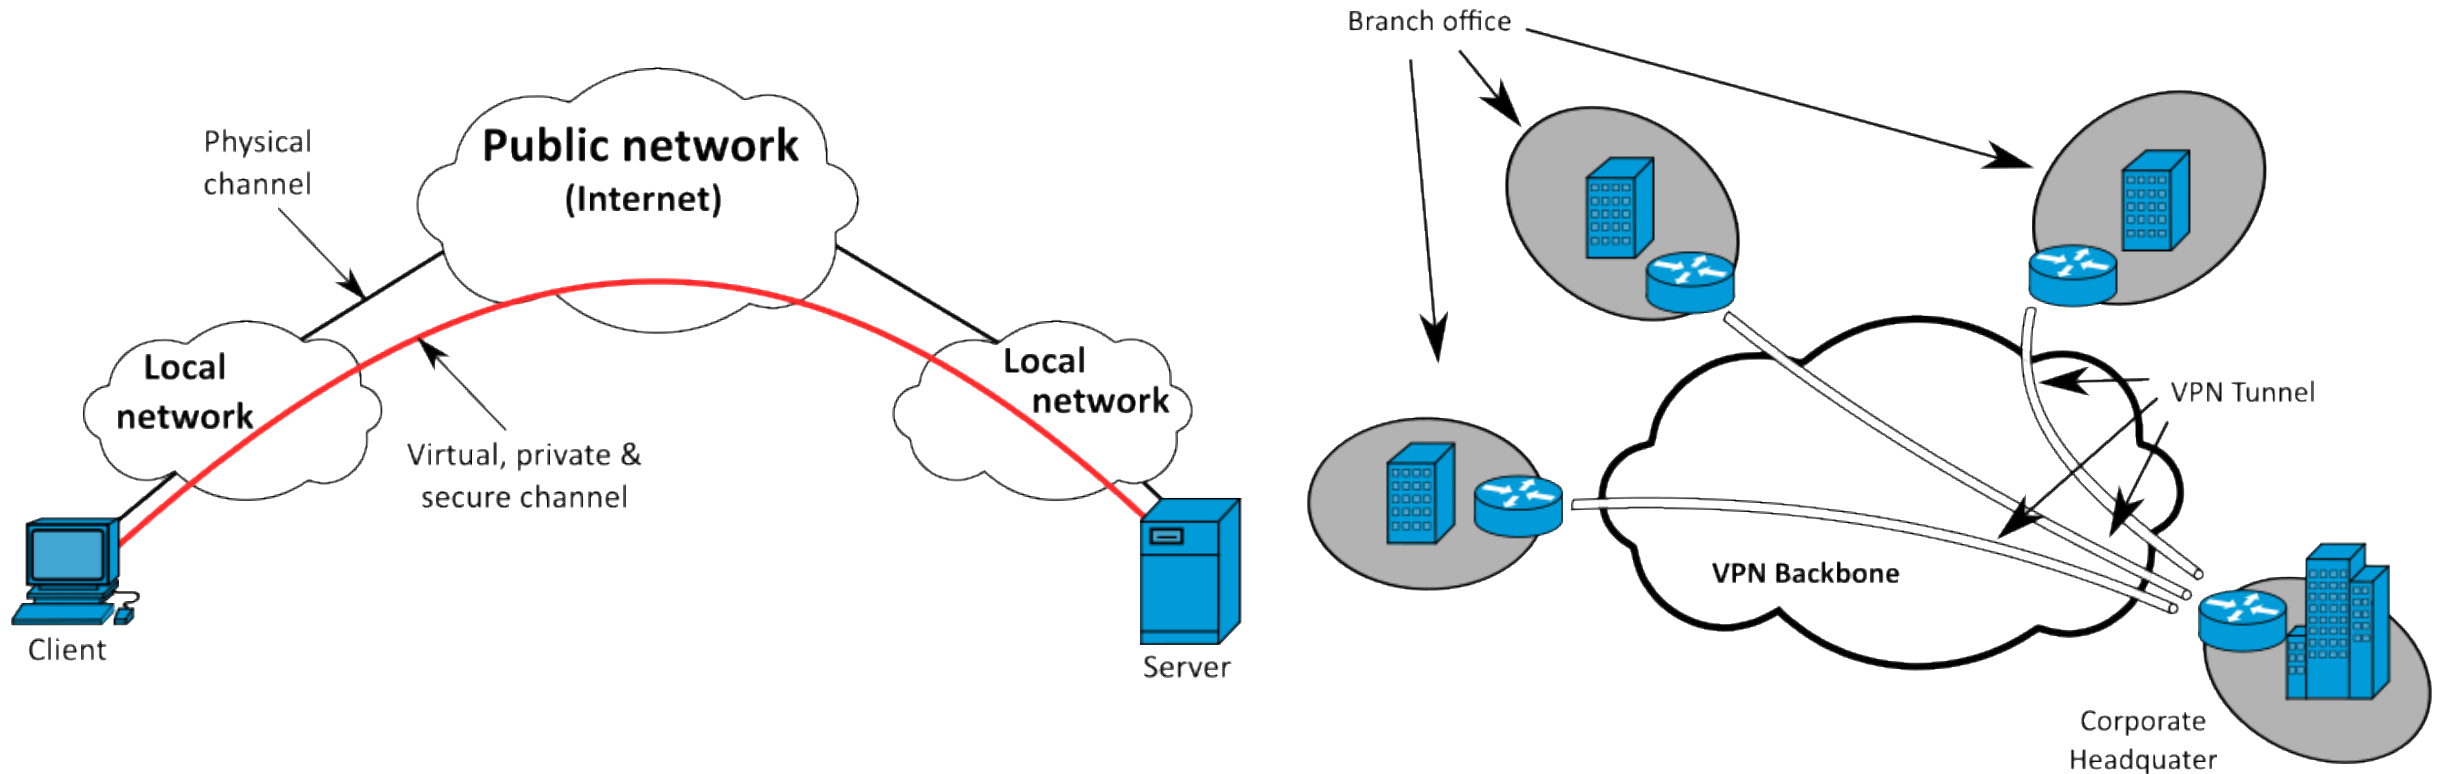 Physical
channel
Public network
(Internet)
Local
network
Local
network
Virtual, private &
secure channel
Client
Server
Branch office
VPN Tunnel
VPN Backbone
Corporate
Headquater